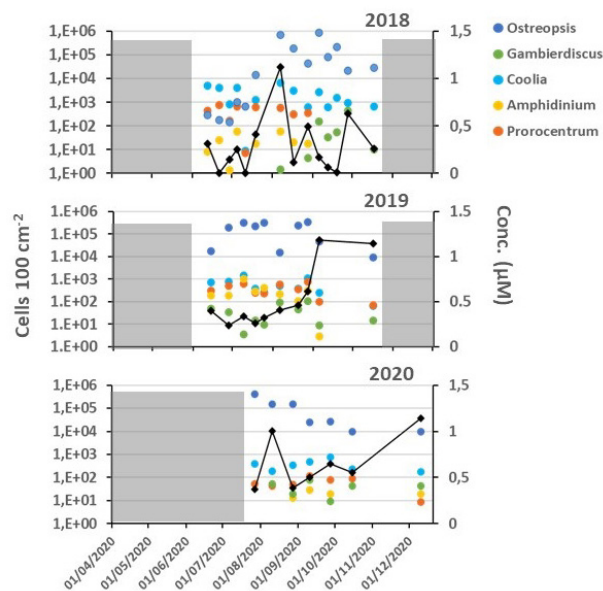 2018
1,E+06
1,E+05
1,E+04
1,E+03
1,E+02
1,E+01
1,E+00
1,5
1
0,5
0
Ostreopsis
Gambierdiscus
Coolia
Amphidinium
Prorocentrum
2019
1,E+06
1,E+05
1,E+04
1,E+03
1,E+02
1,E+01
1,E+00
1,5
1
0,5
0
Cells 100 cm-2
Conc. (µM)
2020
1,E+06
1,E+05
1,E+04
1,E+03
1,E+02
1,E+01
1,E+00
1,5
1
0,5
0
01/04/2020
01/05/2020
01/06/2020
01/07/2020
01/08/2020
01/09/2020
01/10/2020
01/11/2020
01/12/2020